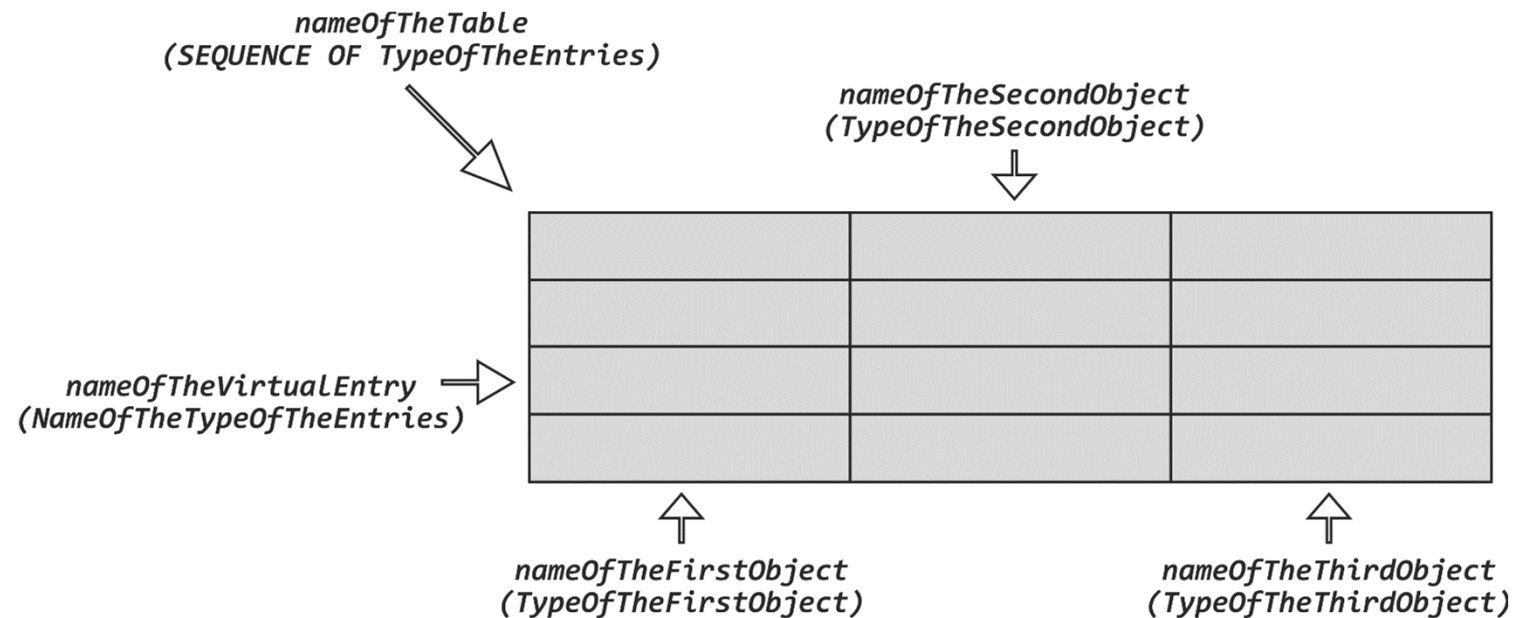 nameOfTheTable
(SEQUENCE OF TypeOfTheEntries)
nameOfTheSecondObject
(TypeOfTheSecondObject)
nameOfTheVirtualEntry
(NameOfTheTypeOfTheEntries)
nameOfTheFirstObject
(TypeOfTheFirstObject)
nameOfTheThirdObject
(TypeOfTheThirdObject)